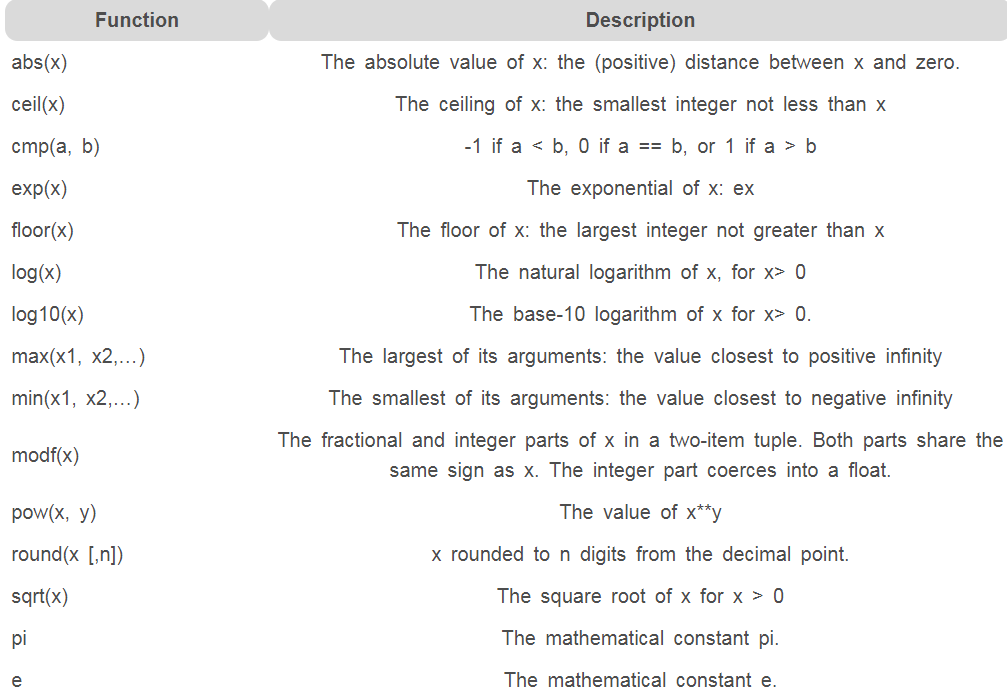 Function Description
abs(x) The absolute value of x: the (positive) distance between x and zero.
ceil(x) The ceiling of x: the smallest integer not less than x
cmp(a, b) -1 if a < b, 0 if a == b, or 1 if a > b
exp(x) The exponential of x: ex
floor(x) The floor of x: the largest integer not greater than x
log(x) The natural logarithm of x, for x> 0
log10(x) The base-10 logarithm of x for x> 0.
max(x1, x2,…) The largest of its arguments: the value closest to positive infinity
min(x1, x2,…) The smallest of its arguments: the value closest to negative infinity
modf(x) The fractional and integer parts of x in a two-item tuple. Both parts share the
same sign as x. The integer part coerces into a float.
pow(x, y) The value of x**y
round(x [,n]) x rounded to n digits from the decimal point.
sqrt(x) The square root of x for x > 0
pi The mathematical constant pi.
e The mathematical constant e.